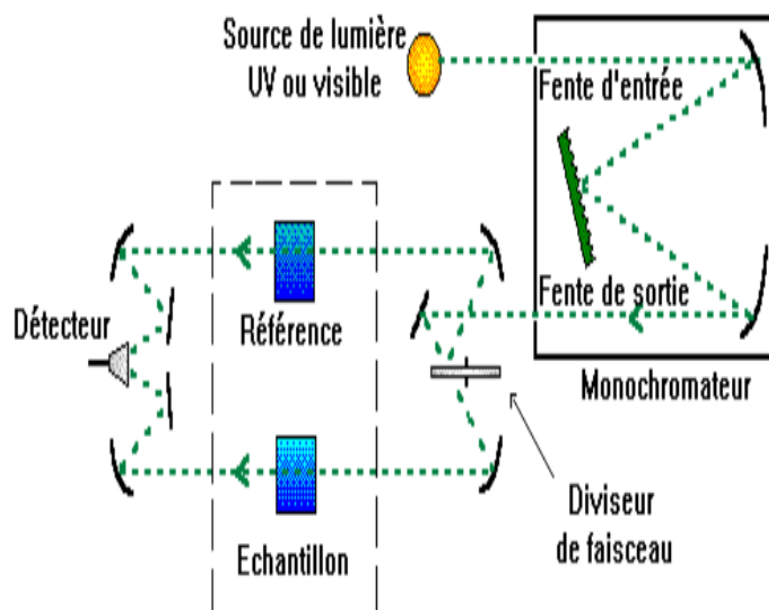 Source de lumière
UV ou visible
Fente d'entrée
Fente de sortie
Monochromateur
Détecteur
Référence
Echantillon
Diviseur
de faisceau